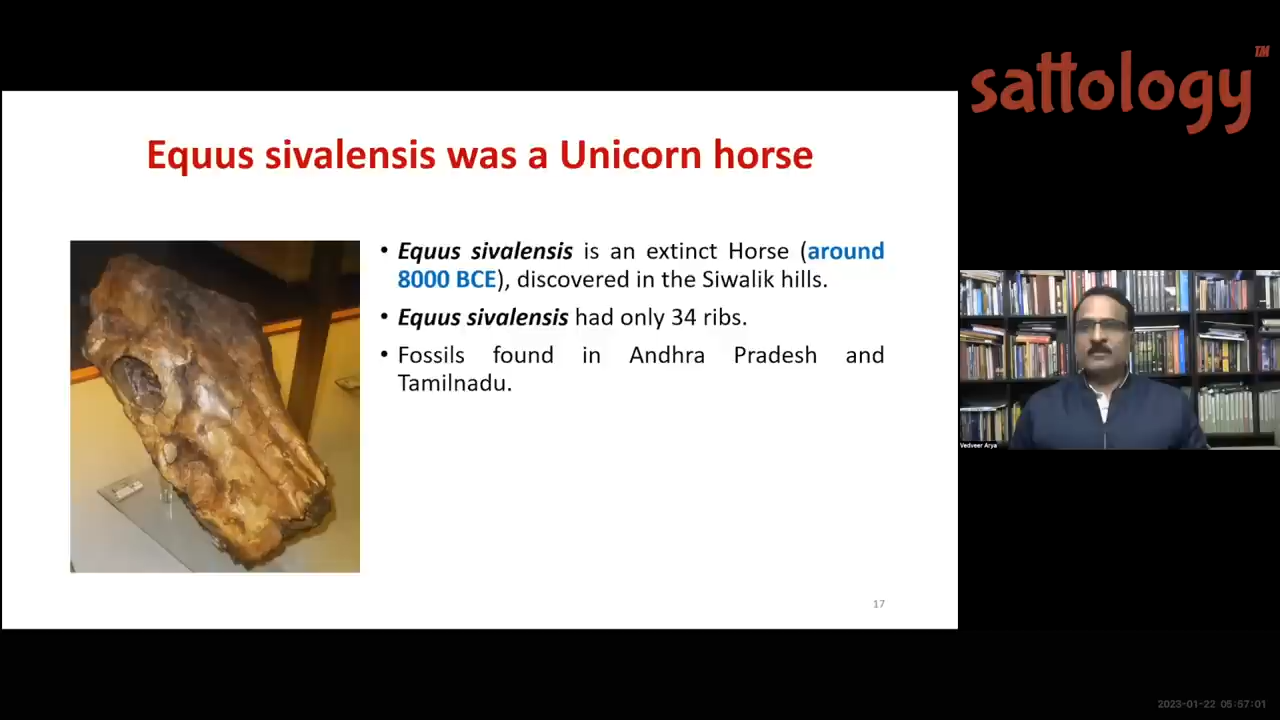 sattology™
Equus sivalensis was a Unicorn horse
• Equus sivalensis is an extinct Horse (around
8000 BCE), discovered in the Siwalik hills.
• Equus sivalensis had only 34 ribs.
• Fossils found in Andhra Pradesh and
Tamilnadu.
Vedveer Arya
17
2023-01-22 05:57:01